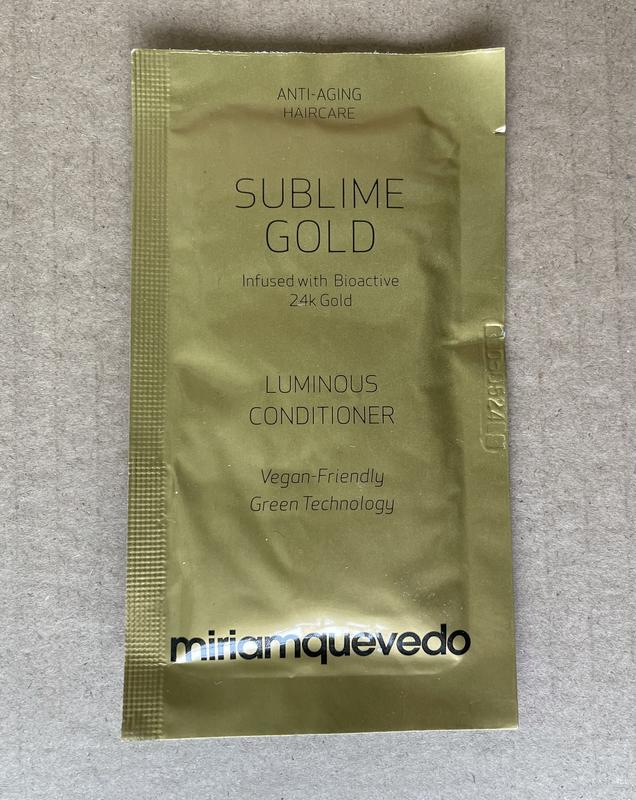 ANTI-AGING
HAIRCARE
SUBLIME
GOLD
Infused with Bioactive
24k Gold
LUMINOUS
CONDITIONER
Vegan-Friendly
Green Technology
miriamquevedo